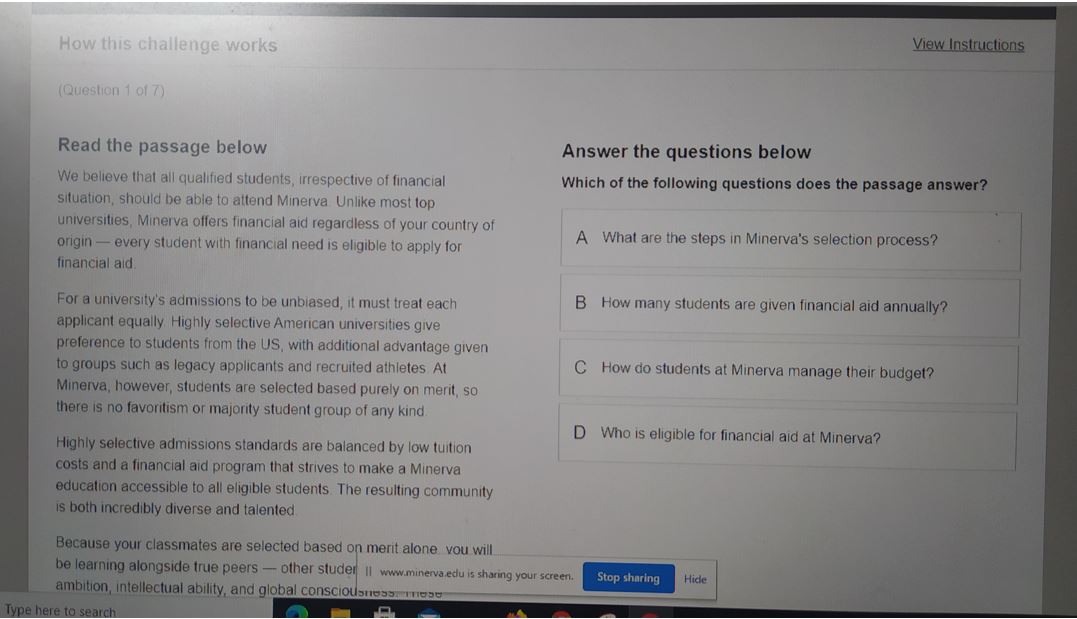 How this challenge works
View Instructions
(Question 1 of 7)
Read the passage below
We believe that all qualified students, irrespective of financial
situation, should be able to attend Minerva. Unlike most top
universities, Minerva offers financial aid regardless of your country of
origin — every student with financial need is eligible to apply for
financial aid.
For a university's admissions to be unbiased, it must treat each
applicant equally. Highly selective American universities give
preference to students from the US, with additional advantage given
to groups such as legacy applicants and recruited athletes. At
Minerva, however, students are selected based purely on merit, so
there is no favoritism or majority student group of any kind.
Highly selective admissions standards are balanced by low tuition
costs and a financial aid program that strives to make a Minerva
education accessible to all eligible students. The resulting community
is both incredibly diverse and talented.
Because your classmates are selected based on merit alone, you will
be learning alongside true peers — other studen
ambition, intellectual ability, and global consciousness. These
Answer the questions below
Which of the following questions does the passage answer?
A What are the steps in Minerva's selection process?
B How many students are given financial aid annually?
C How do students at Minerva manage their budget?
D Who is eligible for financial aid at Minerva?
|| www.minerva.edu is sharing your screen. Stop sharing Hide
Type here to search